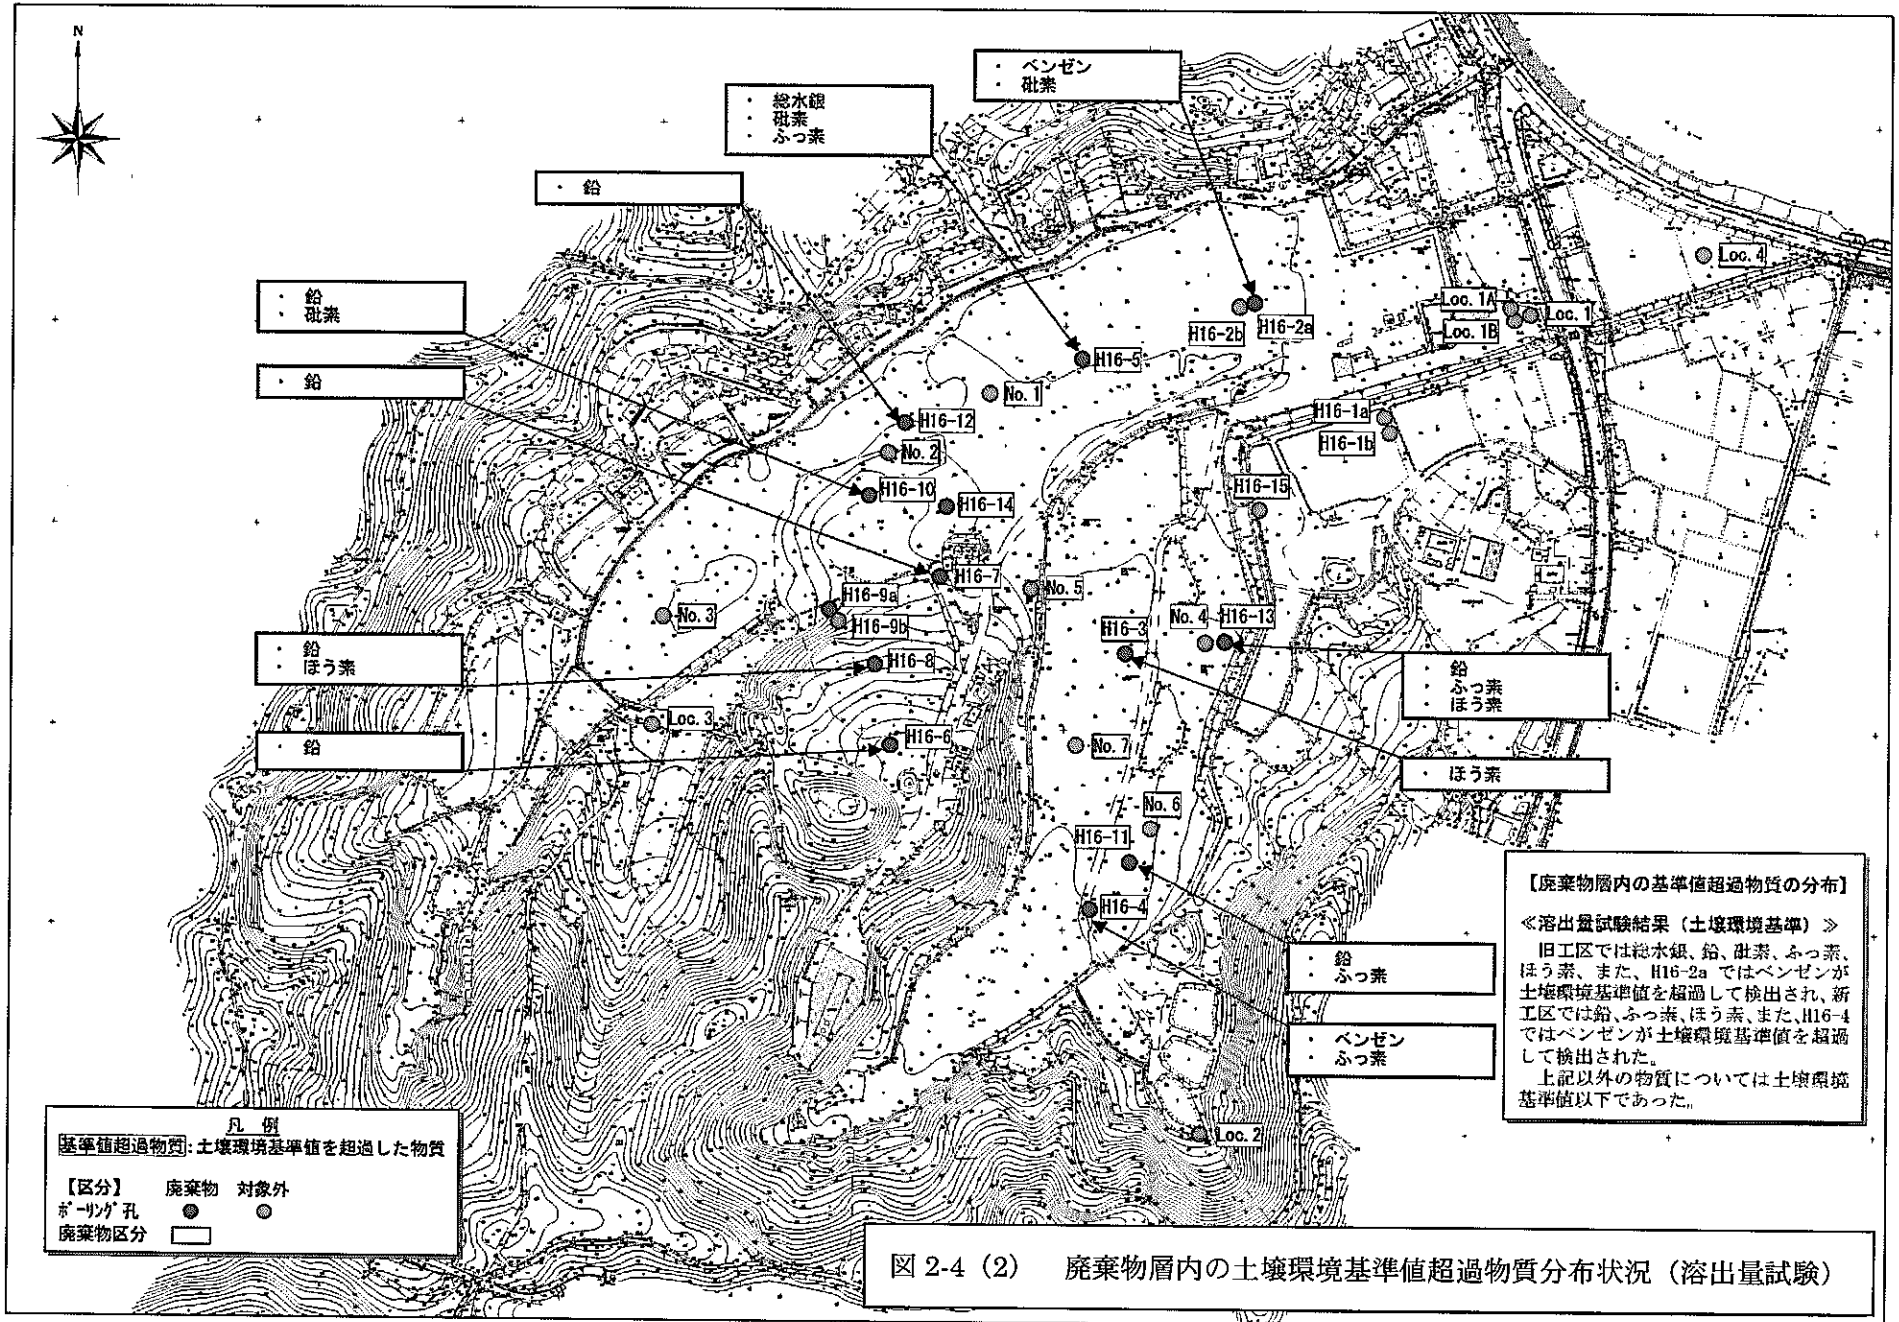 N
・ ベンゼン
・ 砒素
・ 総水銀
・ 砒素
・ ふっ素
・ 鉛
・ 鉛
・ 砒素
・ 鉛
・ 鉛
・ ほう素
・ 鉛
Loc. 4
Loc. 1A
Loc. 1
Loc. 1B
H16-2b
H16-2a
H16-5
No. 1
H16-12
H16-1a
H16-1b
No. 2
H16-10
H16-14
H16-15
H16-7
No. 5
H16-9a
H16-9b
No. 3
No. 4
H16-13
H16-3
H16-8
Loc. 3
H16-6
No. 7
No. 6
H16-11
H16-4
Loc. 2
・ 鉛
・ ふっ素
・ ほう素
・ ほう素
・ 鉛
・ ふっ素
・ ベンゼン
・ ふっ素
【廃棄物層内の基準値超過物質の分布】
≪溶出量試験結果(土壌環境基準)≫
旧工区では総水銀、鉛、砒素、ふっ素、
ほう素、また、H16-2a ではベンゼンが
土壌環境基準値を超過して検出され、新
工区では鉛、ふっ素、ほう素、また、H16-4
ではベンゼンが土壌環境基準値を超過
して検出された。
上記以外の物質については土壌環境
基準値以下であった。
凡 例
基準値超過物質:土壌環境基準値を超過した物質
【区分】 廃棄物 対象外
ボーリング孔
廃棄物区分
図 2-4 (2) 廃棄物層内の土壌環境基準値超過物質分布状況(溶出量試験)